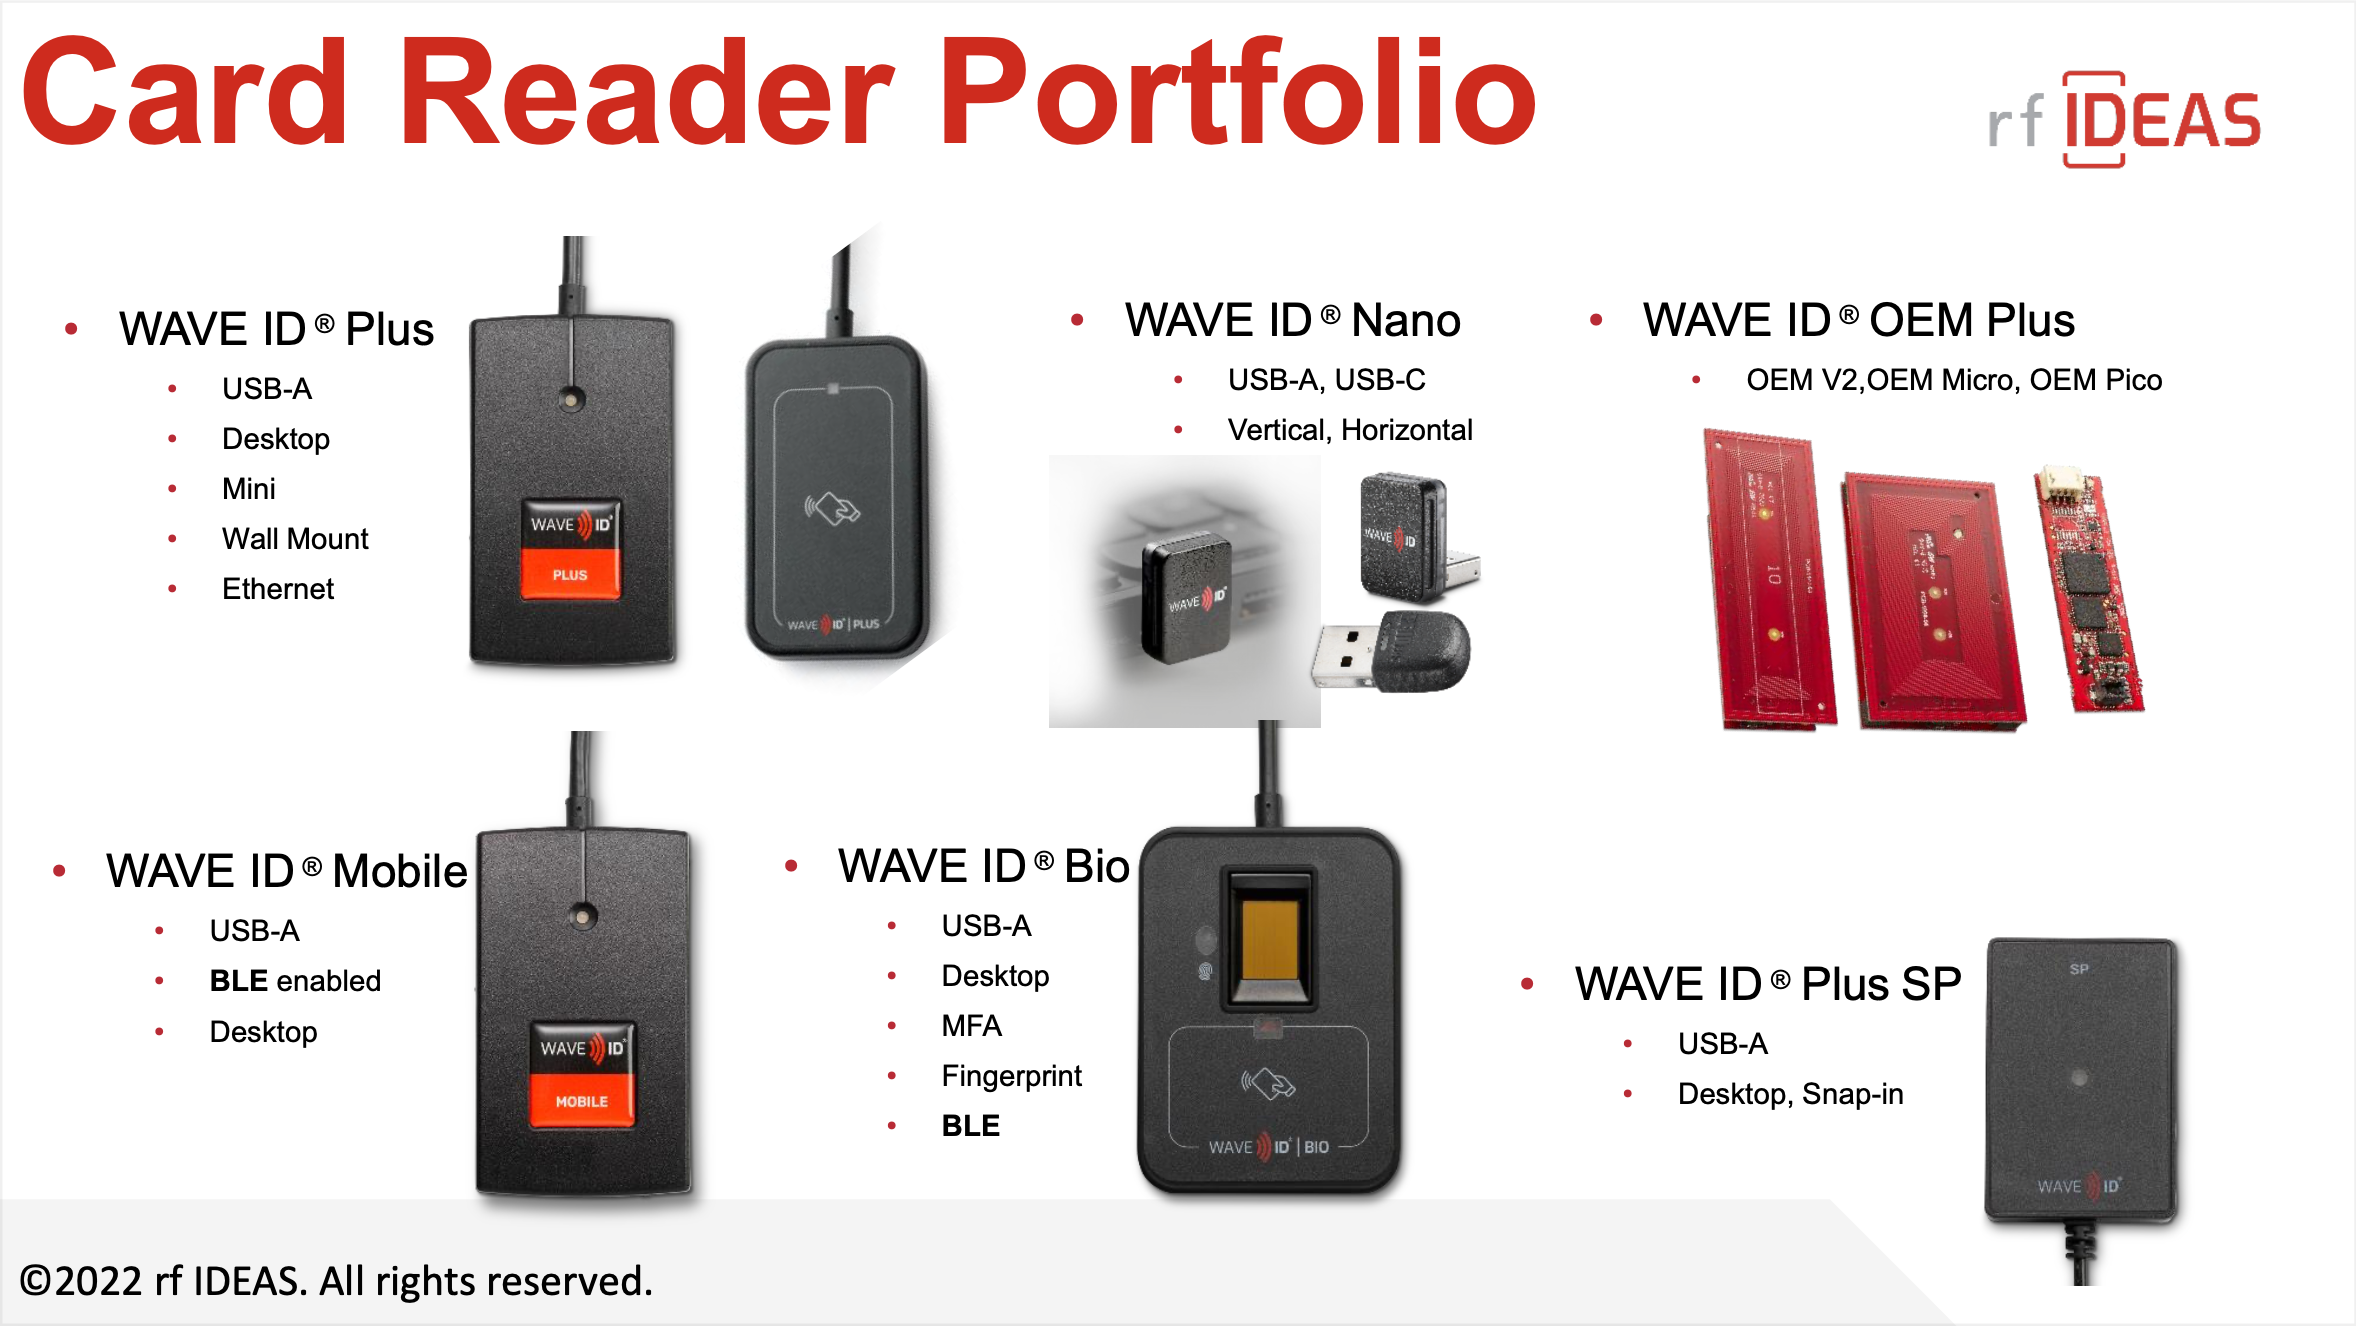 Card Reader Portfolio
rf IDEAS
• WAVE ID® Plus
• USB-A
• Desktop
• Mini
• Wall Mount
• Ethernet
WAVE ID®
PLUS
WAVE ID® | PLUS
• WAVE ID® Nano
• USB-A, USB-C
• Vertical, Horizontal
WAVE ID®
WAVE ID
• WAVE ID® OEM Plus
• OEM V2,OEM Micro, OEM Pico
10
• WAVE ID® Mobile
• USB-A
• BLE enabled
• Desktop
WAVE ID®
MOBILE
• WAVE ID® Bio
• USB-A
• Desktop
• MFA
• Fingerprint
• BLE
WAVE ID® | BIO
• WAVE ID® Plus SP
• USB-A
• Desktop, Snap-in
SP
WAVE ID®
©2022 rf IDEAS. All rights reserved.